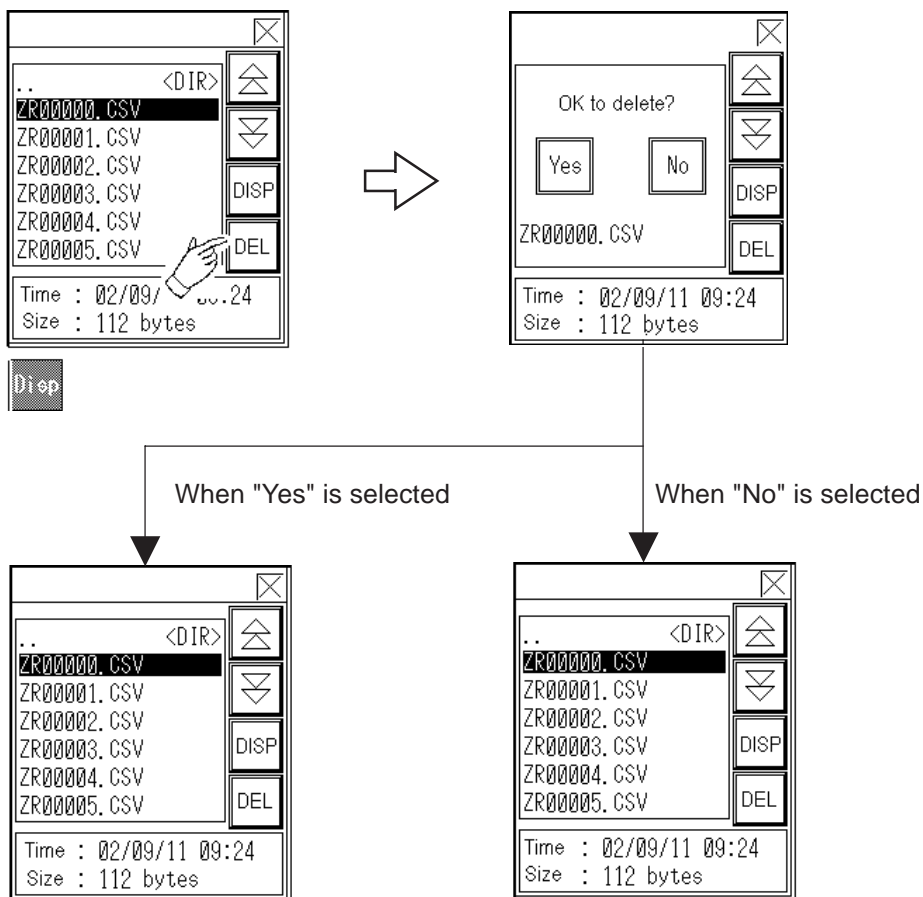 .. <DIR>
ZR00000.CSV
ZR00001.CSV
ZR00002.CSV
ZR00003.CSV
ZR00004.CSV
ZR00005.CSV
DISP
DEL
Time : 02/09/ :24
Size : 112 bytes
Disp
OK to delete?
Yes No
ZR00000.CSV
DISP
DEL
Time : 02/09/11 09:24
Size : 112 bytes
When "Yes" is selected
When "No" is selected
.. <DIR>
ZR00000.CSV
ZR00001.CSV
ZR00002.CSV
ZR00003.CSV
ZR00004.CSV
ZR00005.CSV
DISP
DEL
Time : 02/09/11 09:24
Size : 112 bytes
.. <DIR>
ZR00000.CSV
ZR00001.CSV
ZR00002.CSV
ZR00003.CSV
ZR00004.CSV
ZR00005.CSV
DISP
DEL
Time : 02/09/11 09:24
Size : 112 bytes